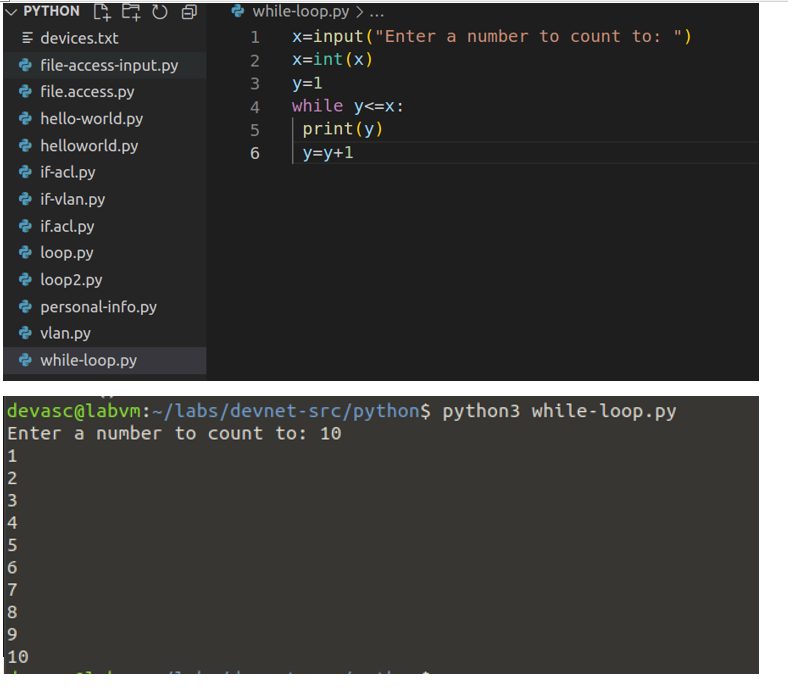 PYTHON
devices.txt
file-access-input.py
file.access.py
hello-world.py
helloworld.py
if-acl.py
if-vlan.py
if.acl.py
loop.py
loop2.py
personal-info.py
vlan.py
while-loop.py
while-loop.py > ...
1 x=input("Enter a number to count to: ")
2 x=int(x)
3 y=1
4 while y<=x:
5 print(y)
6 y=y+1
devasc@labvm:~/labs/devnet-src/python$ python3 while-loop.py
Enter a number to count to: 10
1
2
3
4
5
6
7
8
9
10